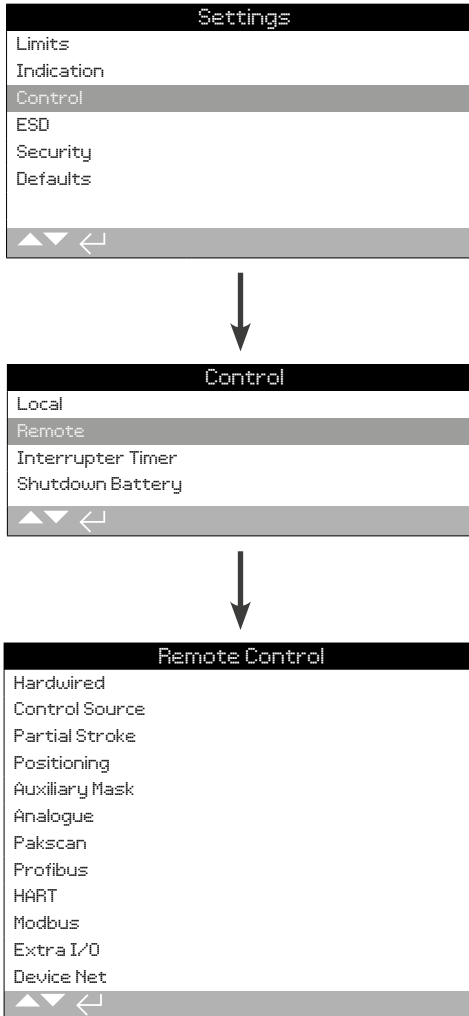 Settings
Limits
Indication
Control
ESD
Security
Defaults
Control
Local
Remote
Interrupter Timer
Shutdown Battery
Remote Control
Hardwired
Control Source
Partial Stroke
Positioning
Auxiliary Mask
Analogue
Pakscan
Profibus
HART
Modbus
Extra I/O
Device Net